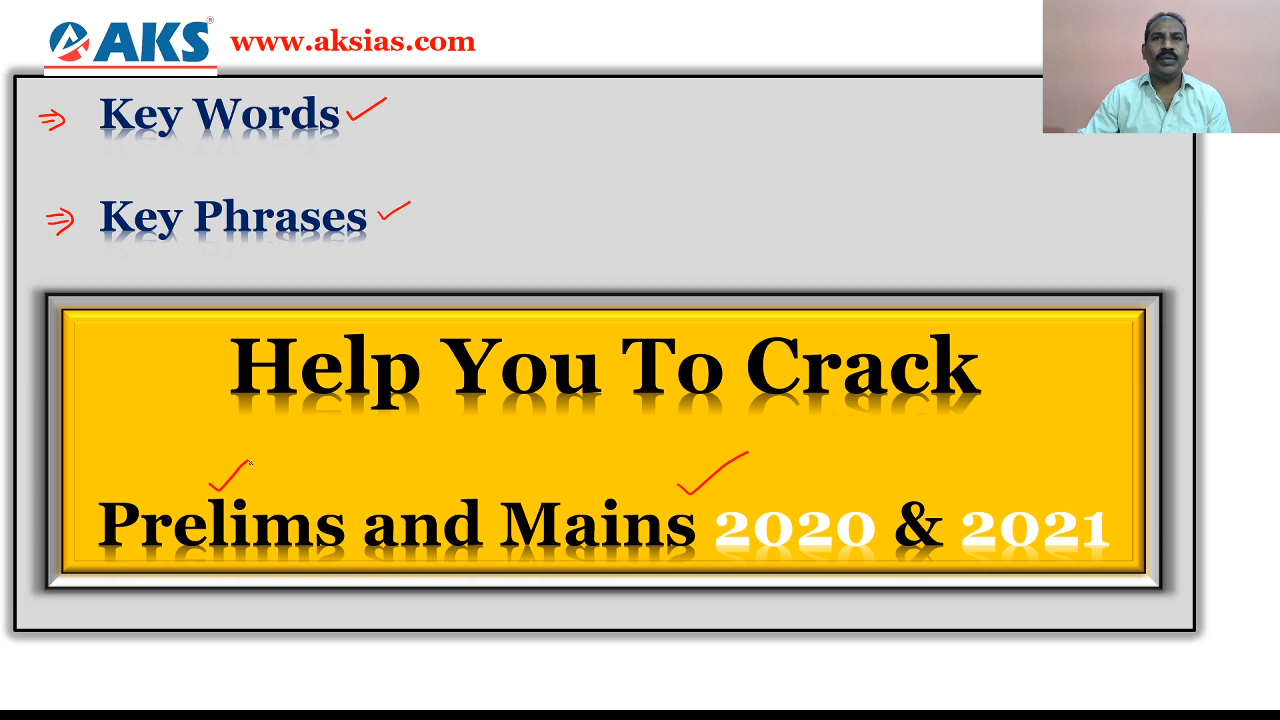 AKS® www.aksias.com
Key Words
Key Phrases
Help You To Crack
Prelims and Mains 2020 & 2021